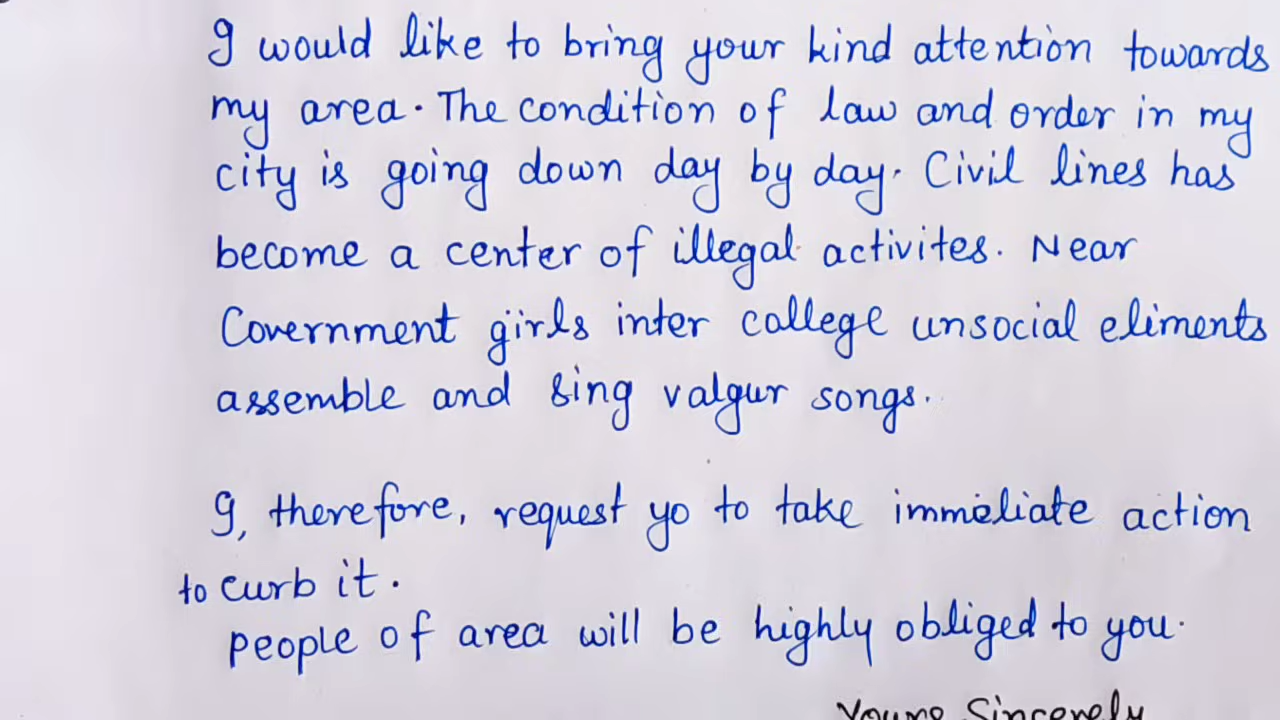 I would like to bring your kind attention towards
my area. The condition of law and order in my
city is going down day by day. Civil lines has
become a center of illegal activites. Near
Government girls inter college unsocial eliments
assemble and sing valgur songs.
I, therefore, request yo to take immeliate action
to curb it.
people of area will be highly obliged to you.
Yours Sincerely